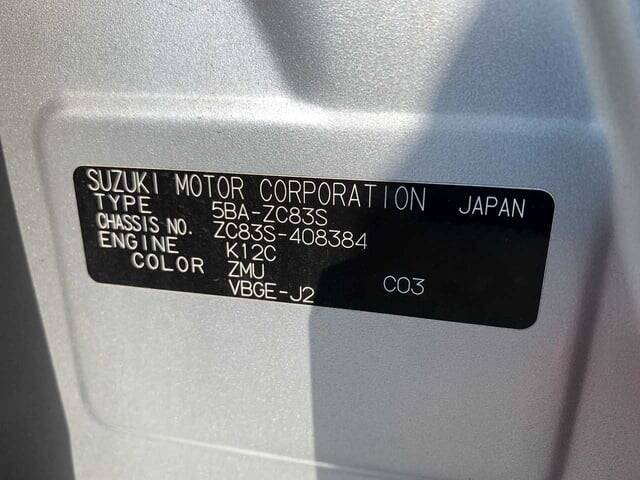 SUZUKI MOTOR CORPORATION JAPAN
TYPE 5BA-ZC83S
CHASSIS NO. ZC83S-408384
ENGINE K12C
COLOR ZMU
VBGE-J2 C03